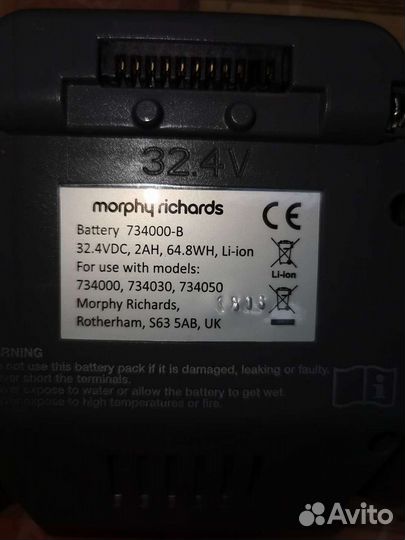 32.4V
morphy richards
CE
Battery 734000-B
32.4VDC, 2AH, 64.8WH, Li-ion
Li-ion
For use with models:
734000, 734030, 734050
Morphy Richards,
Rotherham, S63 5AB, UK
not use this battery pack if it is damaged, leaking or faulty.
short the terminals.
expose to water or allow the battery to get wet.
expose to high temperatures or fire.
Avito